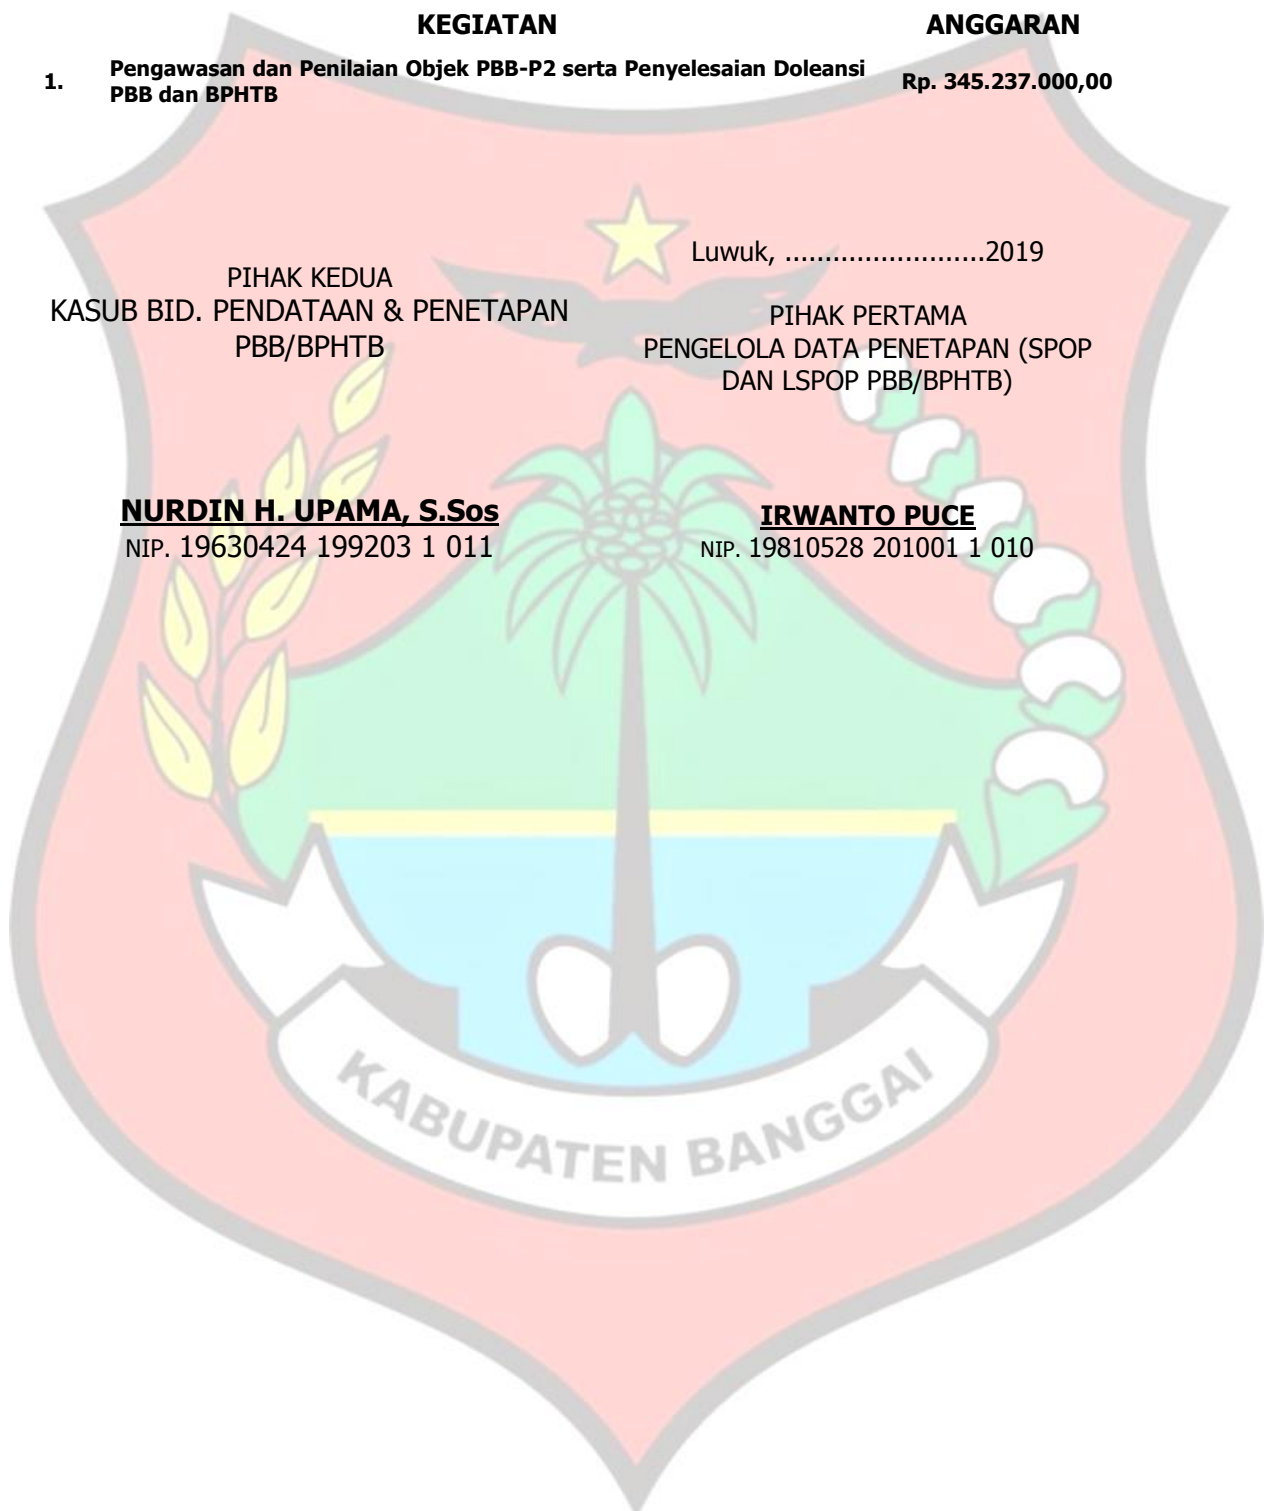 KEGIATAN ANGGARAN
1. Pengawasan dan Penilaian Objek PBB-P2 serta Penyelesaian Doleansi Rp. 345.237.000,00
PBB dan BPHTB
Luwuk, .........................2019
PIHAK KEDUA
KASUB BID. PENDATAAN & PENETAPAN
PBB/BPHTB
PIHAK PERTAMA
PENGELOLA DATA PENETAPAN (SPOP
DAN LSPOP PBB/BPHTB)
NURDIN H. UPAMA, S.Sos
NIP. 19630424 199203 1 011
IRWANTO PUCE
NIP. 19810528 201001 1 010
KABUPATEN BANGGAI